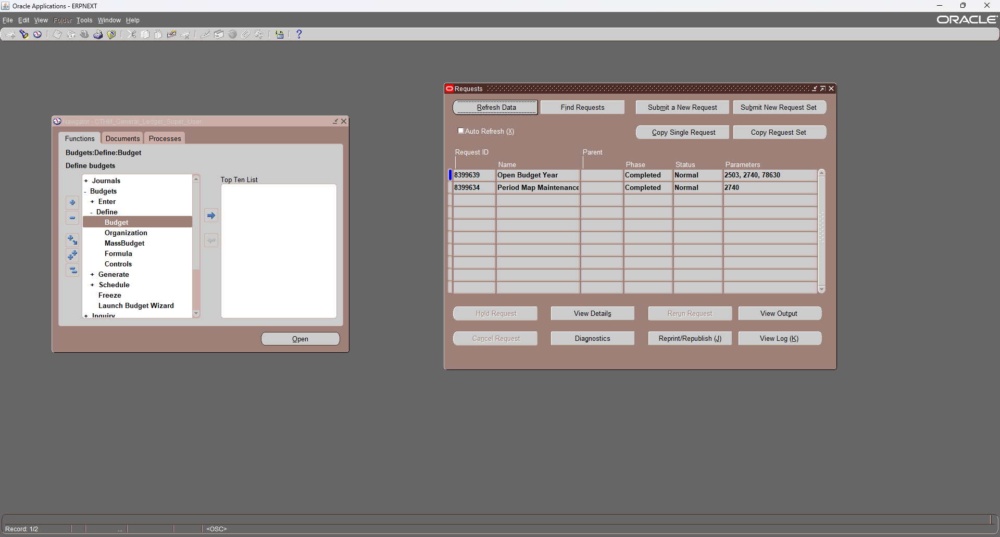 Oracle Applications - ERPNEXT
File Edit View Folder Tools Window Help
ORACLE
Navigator - CTHM_General_Ledger_Super_User
Functions Documents Processes
Budgets:Define:Budget
Define budgets
+ Journals
- Budgets
+ Enter
- Define
Budget
Organization
MassBudget
Formula
Controls
+ Generate
+ Schedule
Freeze
Launch Budget Wizard
+ Inquiry
Top Ten List
Open
Requests
Refresh Data Find Requests Submit a New Request Submit New Request Set
Auto Refresh (X) Copy Single Request Copy Request Set
Request ID Parent
Name Phase Status Parameters
8399639 Open Budget Year Completed Normal 2503, 2740, 78630
8399634 Period Map Maintenance Completed Normal 2740
Hold Request View Details Rerun Request View Output
Cancel Request Diagnostics Reprint/Republish (J) View Log (K)
Record: 1/2 ... <OSC>